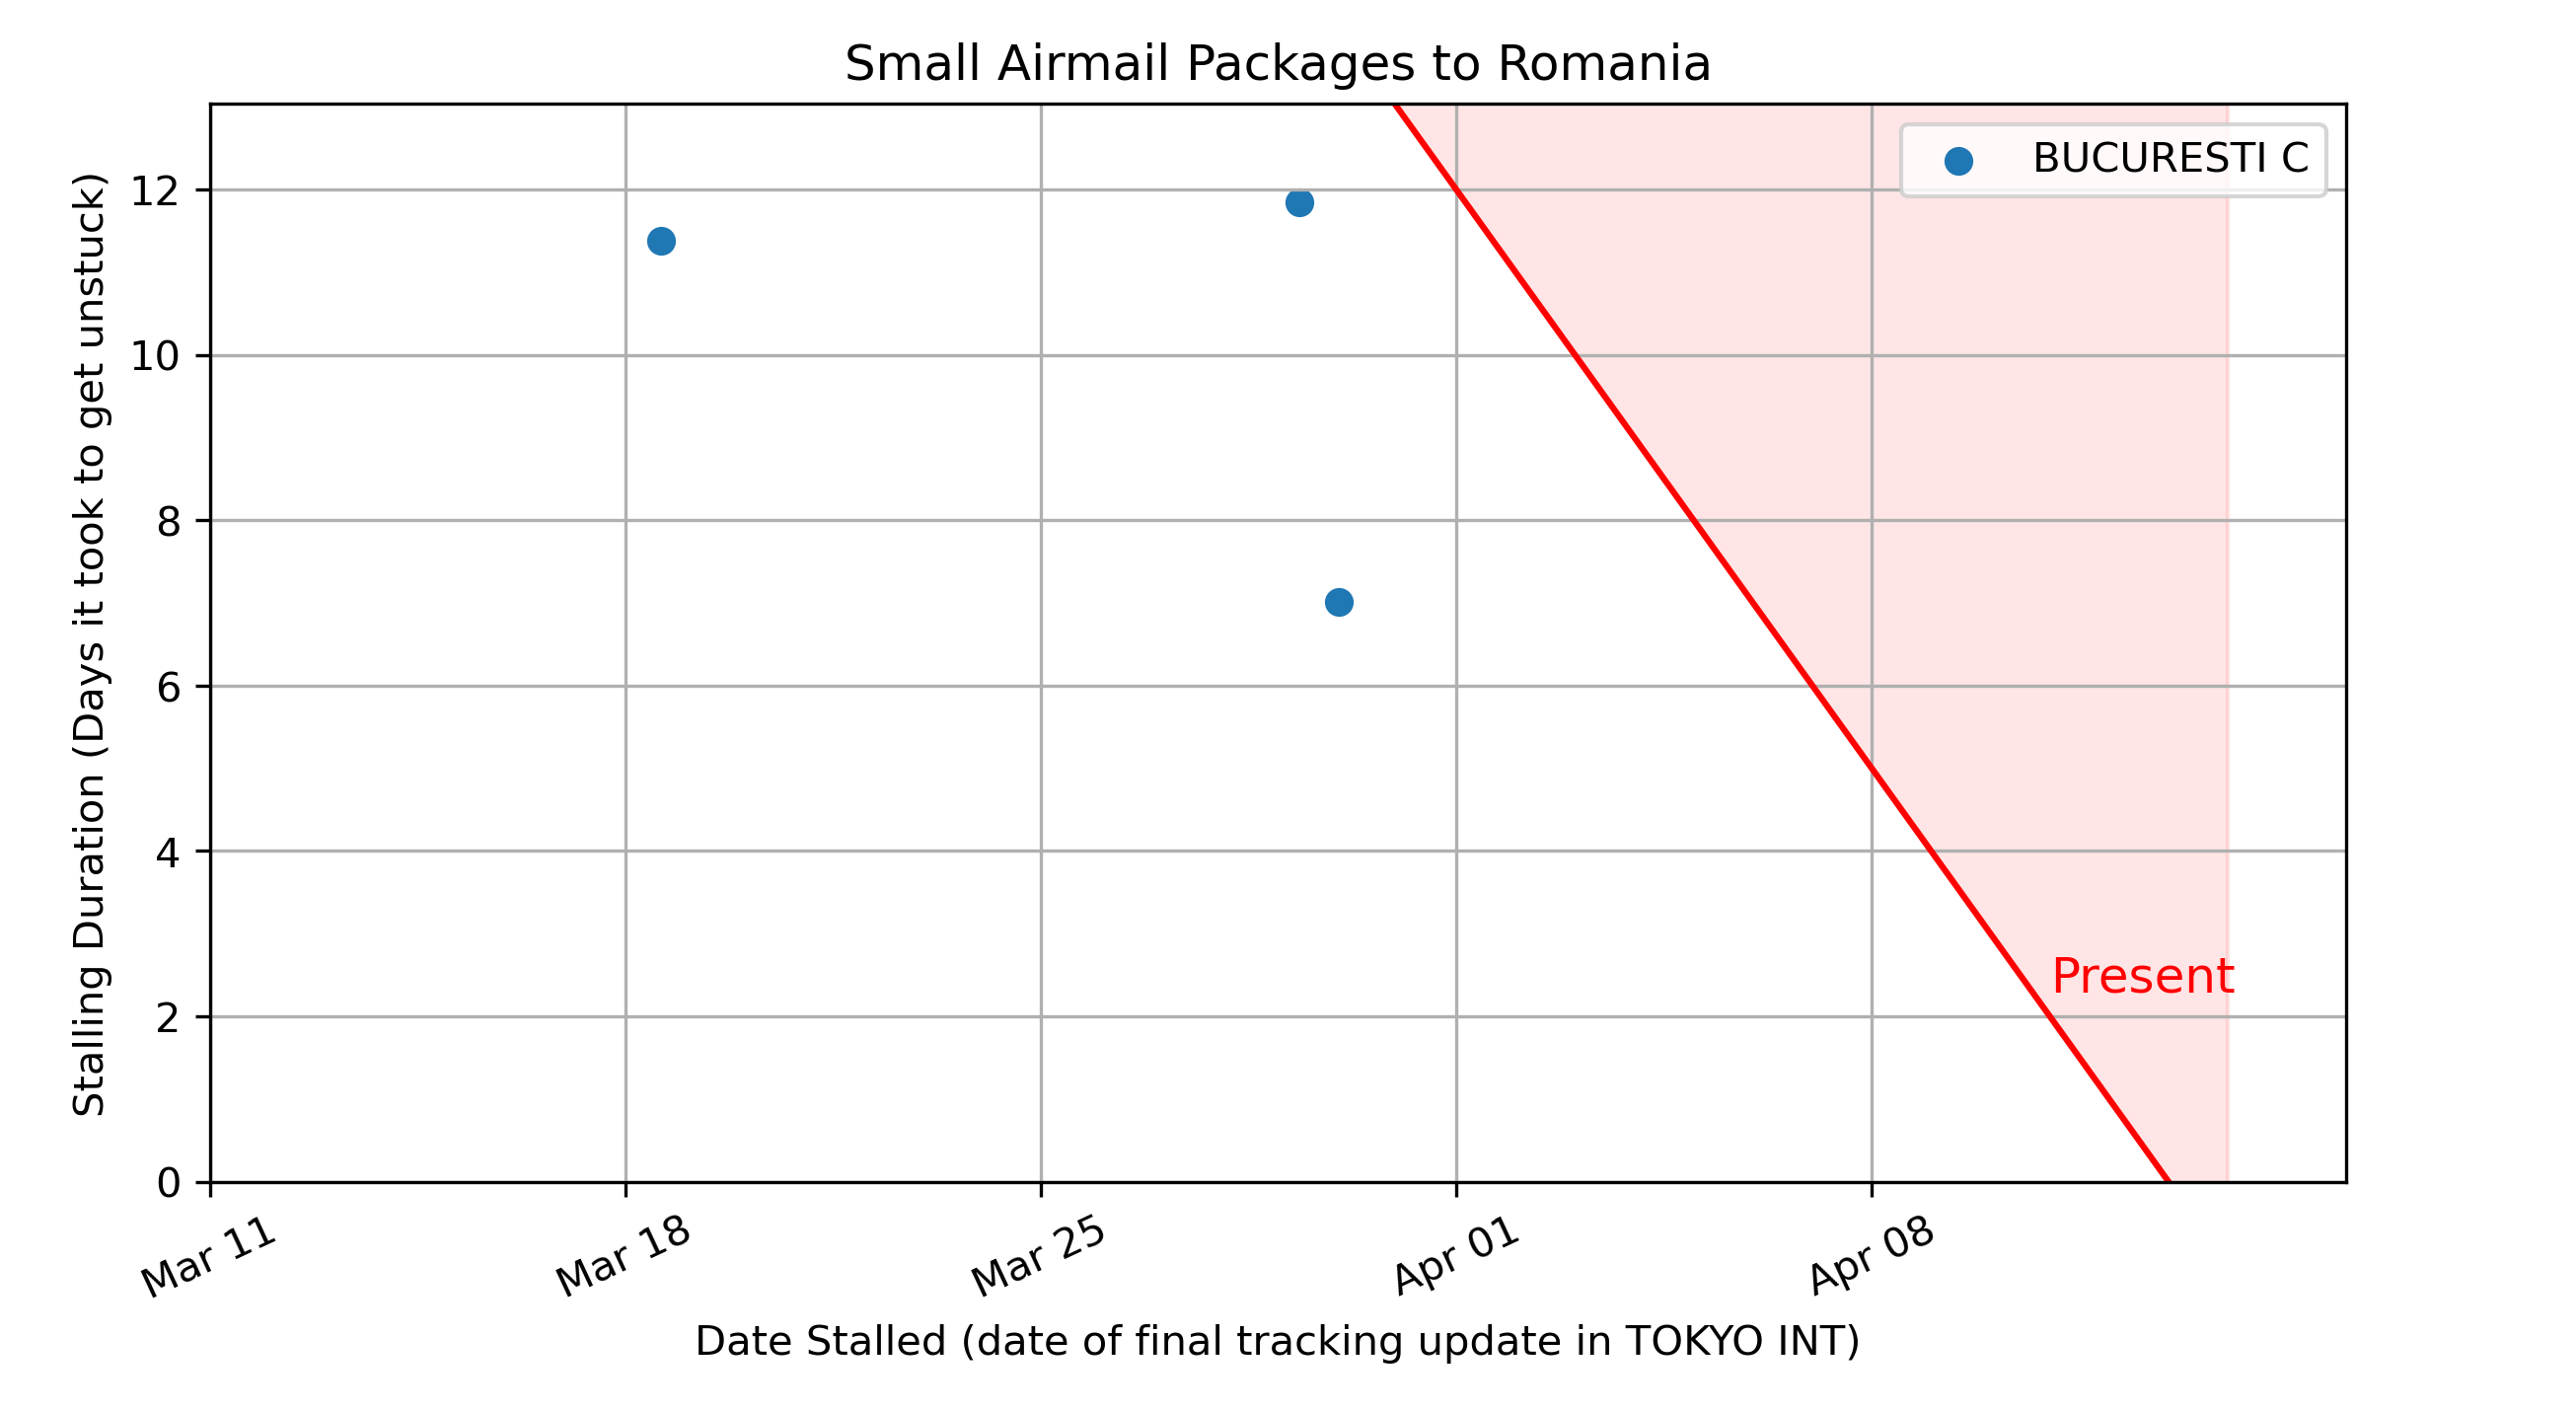 Small Airmail Packages to Romania
BUCURESTI C
Stalling Duration (Days it took to get unstuck)
12
10
8
6
4
2
0
Present
Mar 11
Mar 18
Mar 25
Apr 01
Apr 08
Date Stalled (date of final tracking update in TOKYO INT)